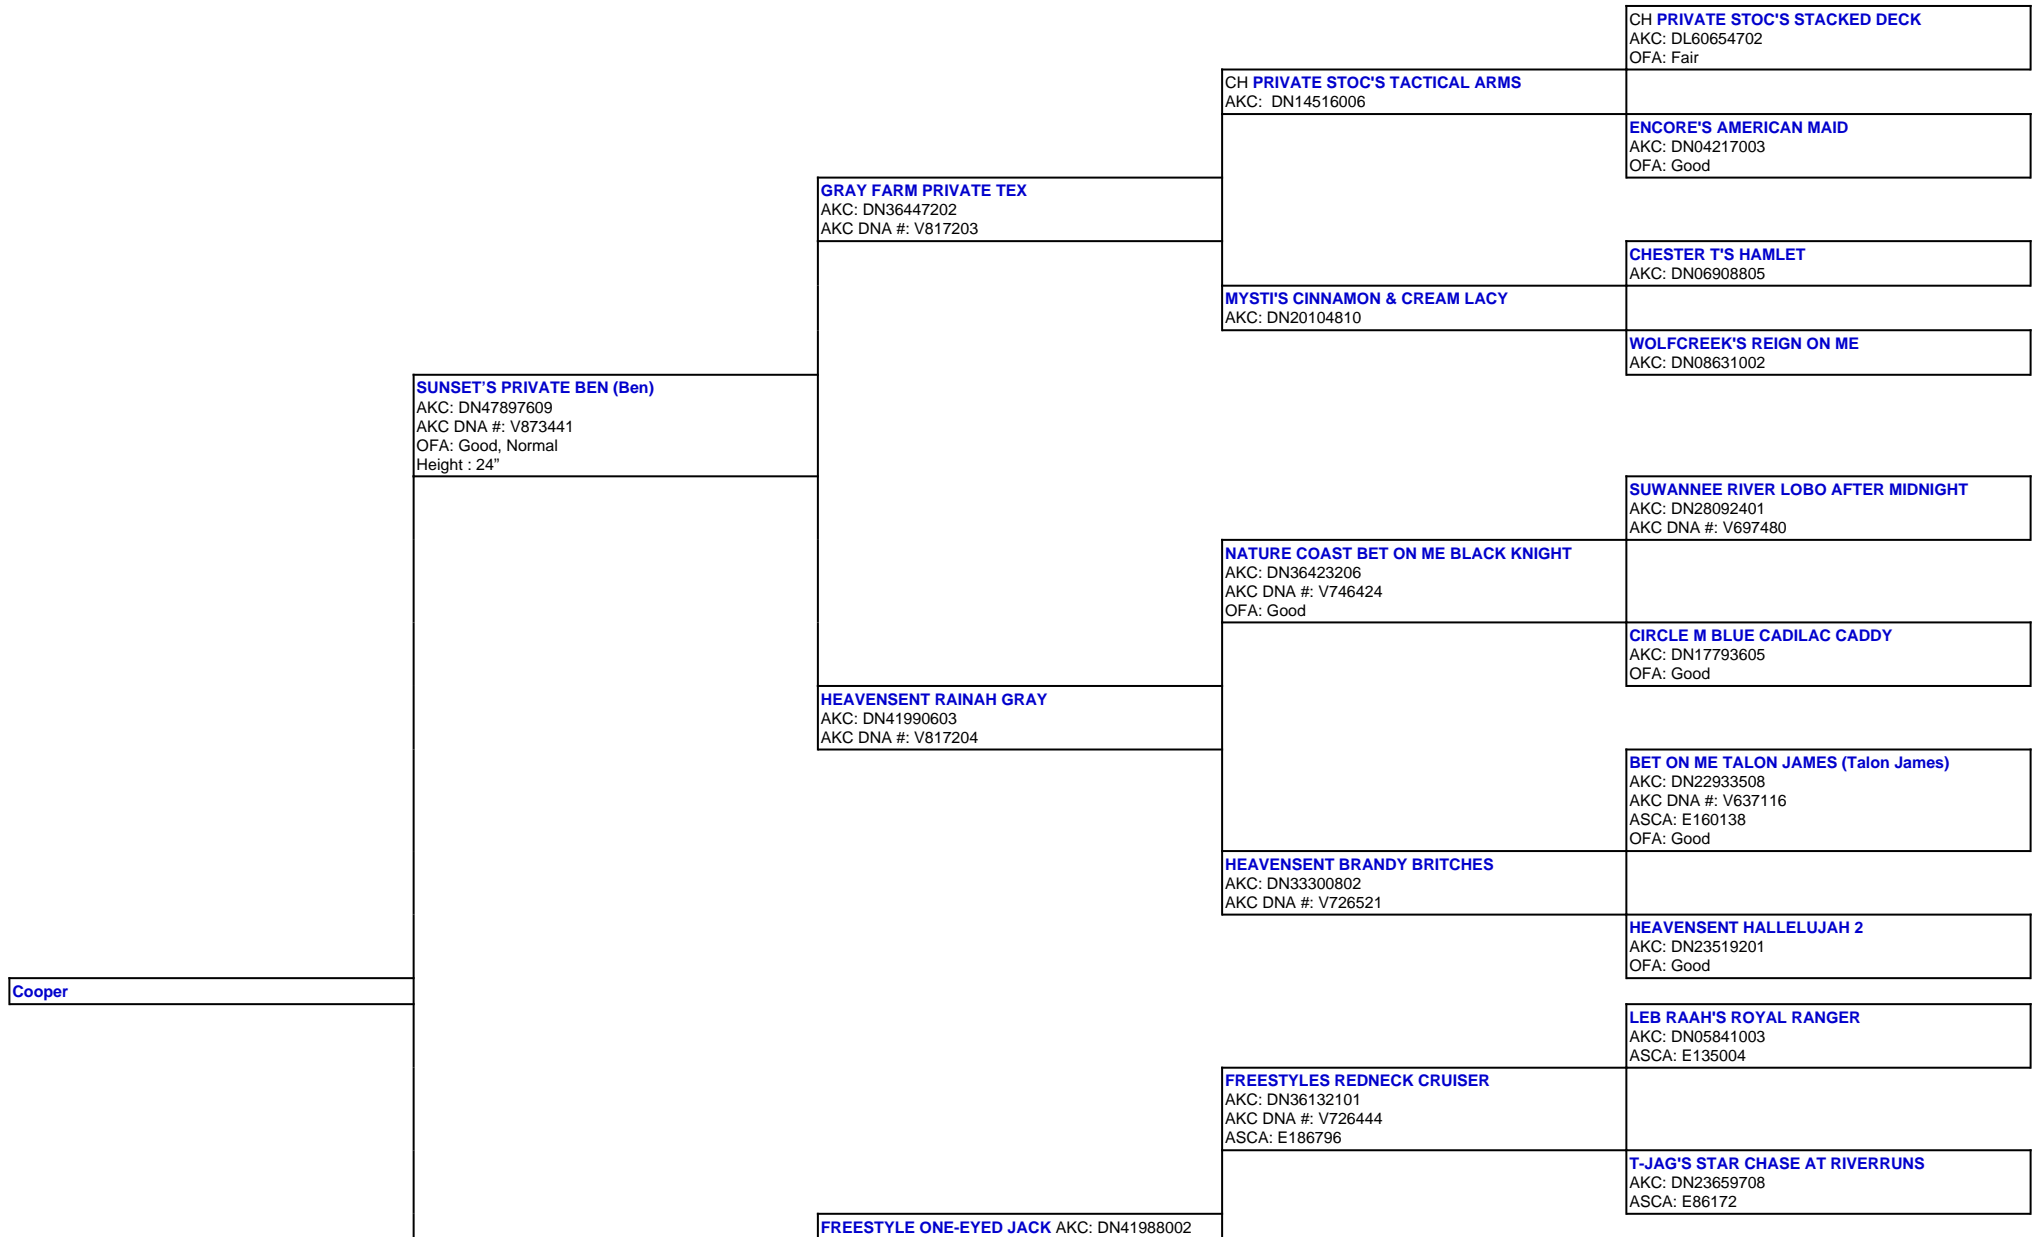 CH PRIVATE STOC'S STACKED DECK
AKC: DL60654702
OFA: Fair
CH PRIVATE STOC'S TACTICAL ARMS
AKC:  DN14516006
ENCORE'S AMERICAN MAID
AKC: DN04217003
OFA: Good
GRAY FARM PRIVATE TEX
AKC: DN36447202
AKC DNA #: V817203
CHESTER T'S HAMLET
AKC: DN06908805
MYSTI'S CINNAMON & CREAM LACY
AKC: DN20104810
WOLFCREEK'S REIGN ON ME
AKC: DN08631002
SUNSET’S PRIVATE BEN (Ben)
AKC: DN47897609
AKC DNA #: V873441
OFA: Good, Normal
Height : 24”
SUWANNEE RIVER LOBO AFTER MIDNIGHT
AKC: DN28092401
AKC DNA #: V697480
NATURE COAST BET ON ME BLACK KNIGHT
AKC: DN36423206
AKC DNA #: V746424
OFA: Good
CIRCLE M BLUE CADILAC CADDY
AKC: DN17793605
OFA: Good
HEAVENSENT RAINAH GRAY
AKC: DN41990603
AKC DNA #: V817204
BET ON ME TALON JAMES (Talon James)
AKC: DN22933508
AKC DNA #: V637116
ASCA: E160138
OFA: Good
HEAVENSENT BRANDY BRITCHES
AKC: DN33300802
AKC DNA #: V726521
HEAVENSENT HALLELUJAH 2
AKC: DN23519201
OFA: Good
Cooper
LEB RAAH'S ROYAL RANGER
AKC: DN05841003
ASCA: E135004
FREESTYLES REDNECK CRUISER
AKC: DN36132101
AKC DNA #: V726444
ASCA: E186796
T-JAG'S STAR CHASE AT RIVERRUNS
AKC: DN23659708
ASCA: E86172
FREESTYLE ONE-EYED JACK AKC: DN41988002